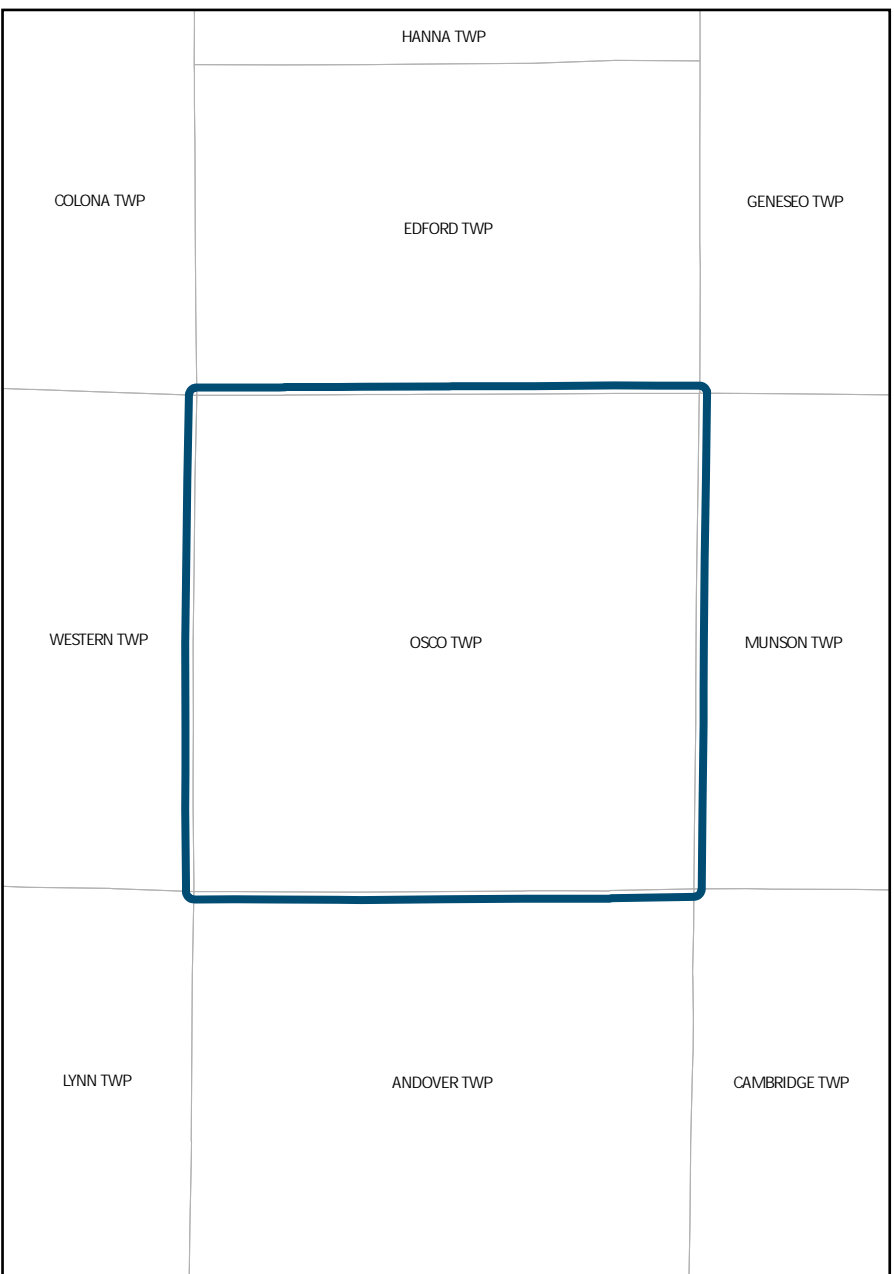 HANNA TWP
COLONA TWP
GENESEO TWP
EDFORD TWP
WESTERN TWP
OSCO TWP
MUNSON TWP
LYNN TWP
ANDOVER TWP
CAMBRIDGE TWP